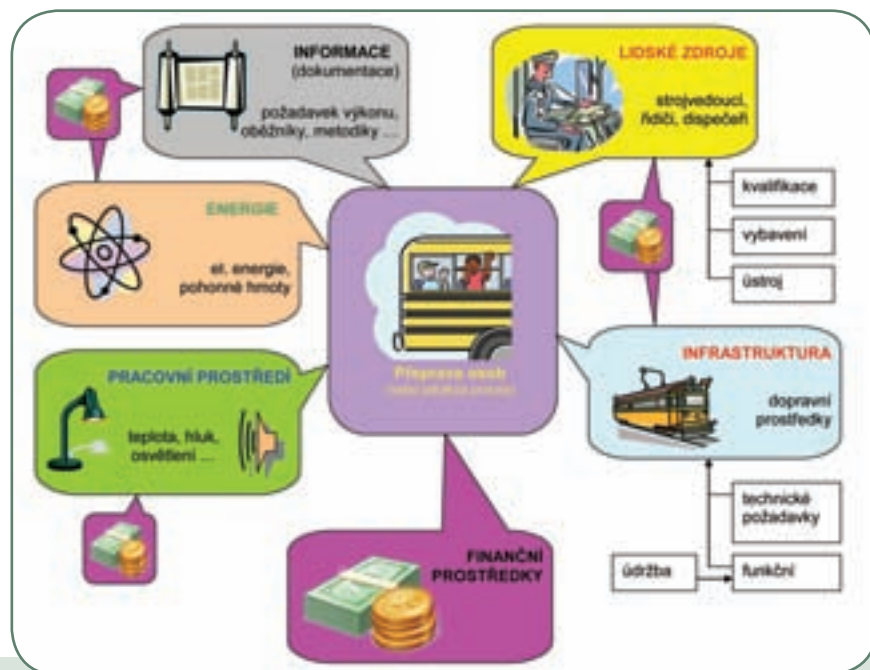 INFORMACE
(dokumentace)
požadavek výkonu,
oběžníky, metodiky ...
LIDSKÉ ZDROJE
strojvedoucí,
řidiči, dispečeři
kvalifikace
vybavení
ústroj
ENERGIE
el. energie,
pohonné hmoty
Přeprava osob
PRACOVNÍ PROSTŘEDÍ
teplota, hluk,
osvětlení ...
INFRASTRUKTURA
dopravní
prostředky
technické
požadavky
údržba
funkční
FINANČNÍ
PROSTŘEDKY